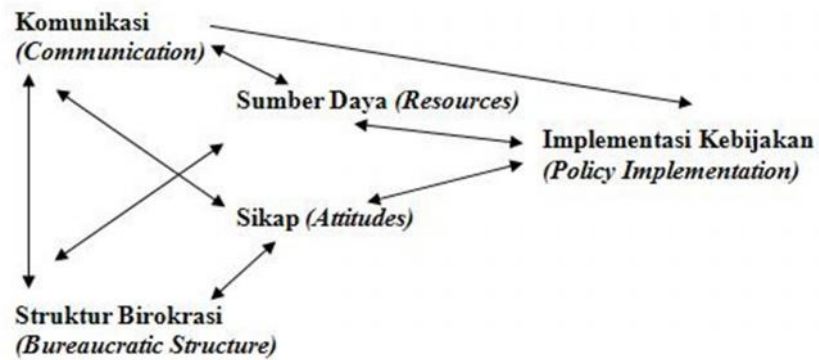 Komunikasi
(Communication)
Sumber Daya (Resources)
Implementasi Kebijakan
(Policy Implementation)
Sikap (Attitudes)
Struktur Birokrasi
(Bureaucratic Structure)